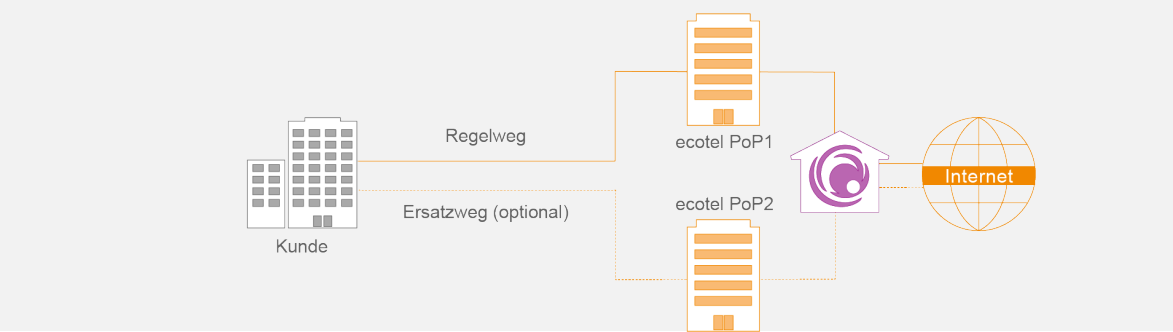 Regelweg
ecotel PoP1
Internet
Ersatzweg (optional)
ecotel PoP2
Kunde